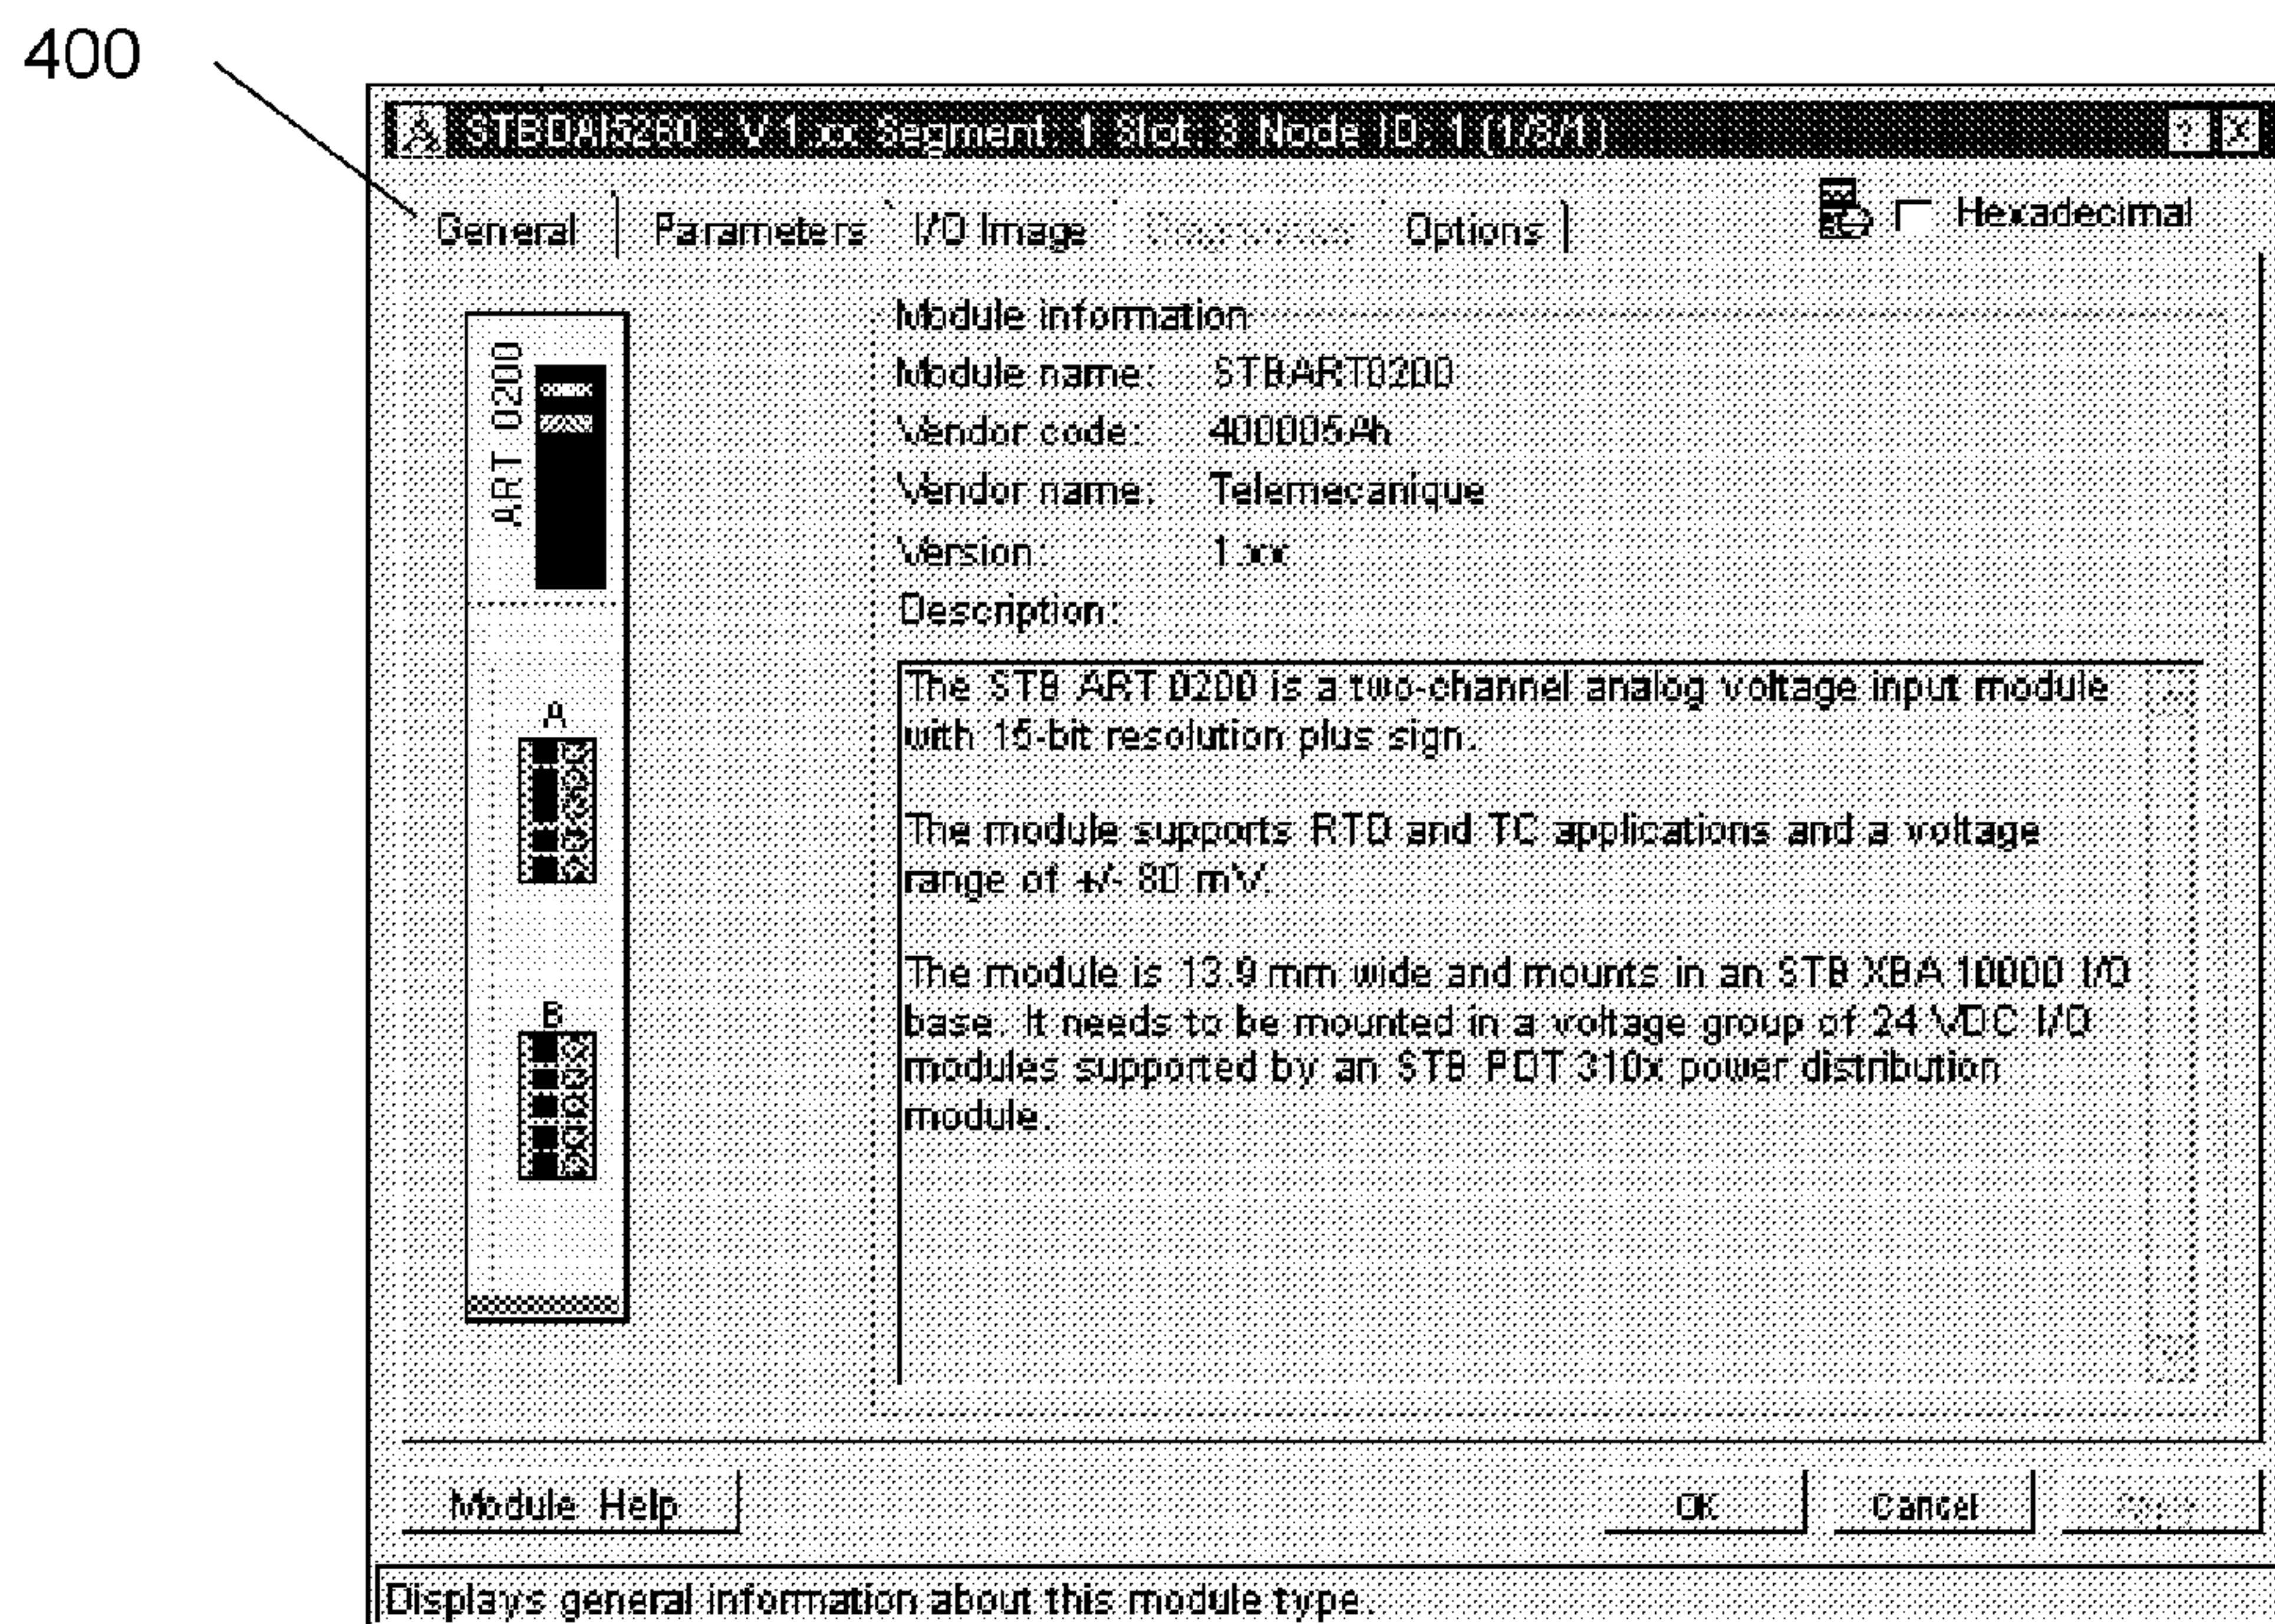 400
STBDAI5260 - V 1.xx Segment: 1 Slot: 3 Node ID: 1 (1/3/1)
General Parameters I/O Image Diagnostics Options
Hexadecimal
ART 0200
A
B
Module information
Module name: STBART0200
Vendor code: 400005Ah
Vendor name: Telemecanique
Version: 1.xx
Description:
The STB ART 0200 is a two-channel analog voltage input module
with 15-bit resolution plus sign.
The module supports RTD and TC applications and a voltage
range of +/- 80 mV.
The module is 13.9 mm wide and mounts in an STB XBA 10000 I/O
base. It needs to be mounted in a voltage group of 24 VDC I/O
modules supported by an STB PDT 310x power distribution
module.
Module Help
OK
Cancel
Displays general information about this module type.